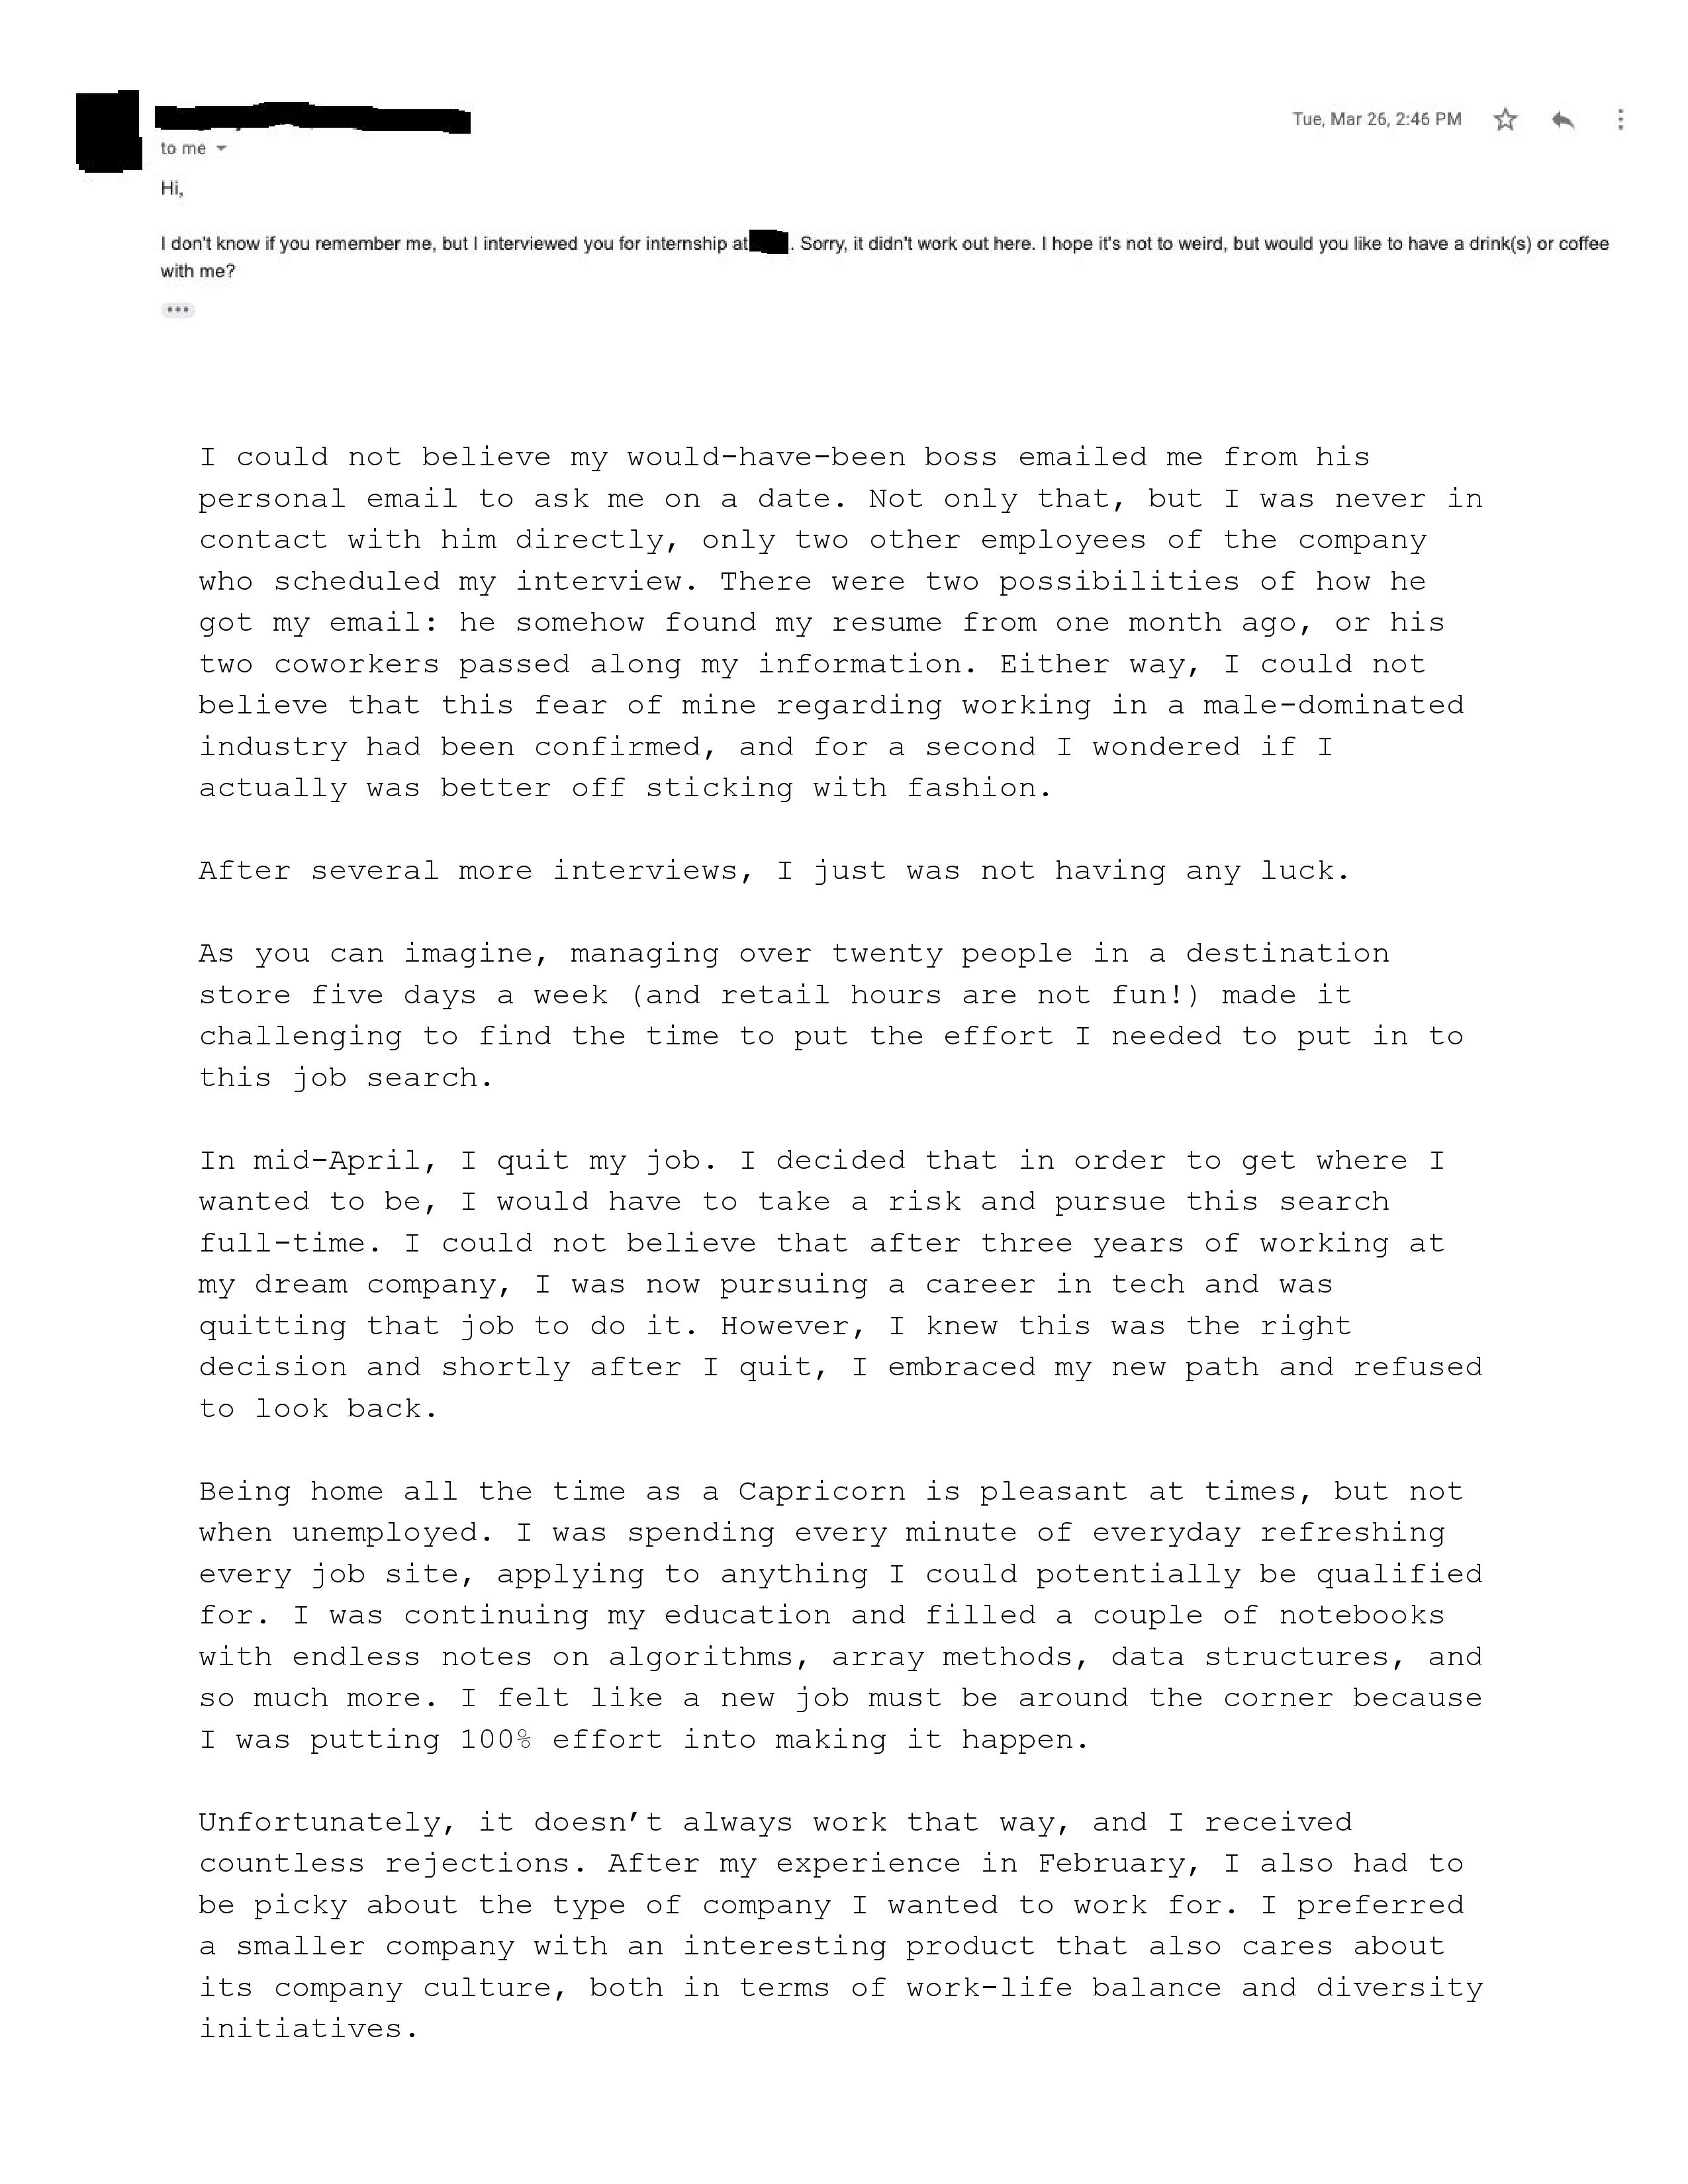 Tue, Mar 26, 2:46 PM
to me
Hi,
I don't know if you remember me, but I interviewed you for internship at . Sorry, it didn't work out here. I hope it's not to weird, but would you like to have a drink(s) or coffee
with me?
I could not believe my would-have-been boss emailed me from his
personal email to ask me on a date. Not only that, but I was never in
contact with him directly, only two other employees of the company
who scheduled my interview. There were two possibilities of how he
got my email: he somehow found my resume from one month ago, or his
two coworkers passed along my information. Either way, I could not
believe that this fear of mine regarding working in a male-dominated
industry had been confirmed, and for a second I wondered if I
actually was better off sticking with fashion.
After several more interviews, I just was not having any luck.
As you can imagine, managing over twenty people in a destination
store five days a week (and retail hours are not fun!) made it
challenging to find the time to put the effort I needed to put in to
this job search.
In mid-April, I quit my job. I decided that in order to get where I
wanted to be, I would have to take a risk and pursue this search
full-time. I could not believe that after three years of working at
my dream company, I was now pursuing a career in tech and was
quitting that job to do it. However, I knew this was the right
decision and shortly after I quit, I embraced my new path and refused
to look back.
Being home all the time as a Capricorn is pleasant at times, but not
when unemployed. I was spending every minute of everyday refreshing
every job site, applying to anything I could potentially be qualified
for. I was continuing my education and filled a couple of notebooks
with endless notes on algorithms, array methods, data structures, and
so much more. I felt like a new job must be around the corner because
I was putting 100% effort into making it happen.
Unfortunately, it doesn’t always work that way, and I received
countless rejections. After my experience in February, I also had to
be picky about the type of company I wanted to work for. I preferred
a smaller company with an interesting product that also cares about
its company culture, both in terms of work-life balance and diversity
initiatives.